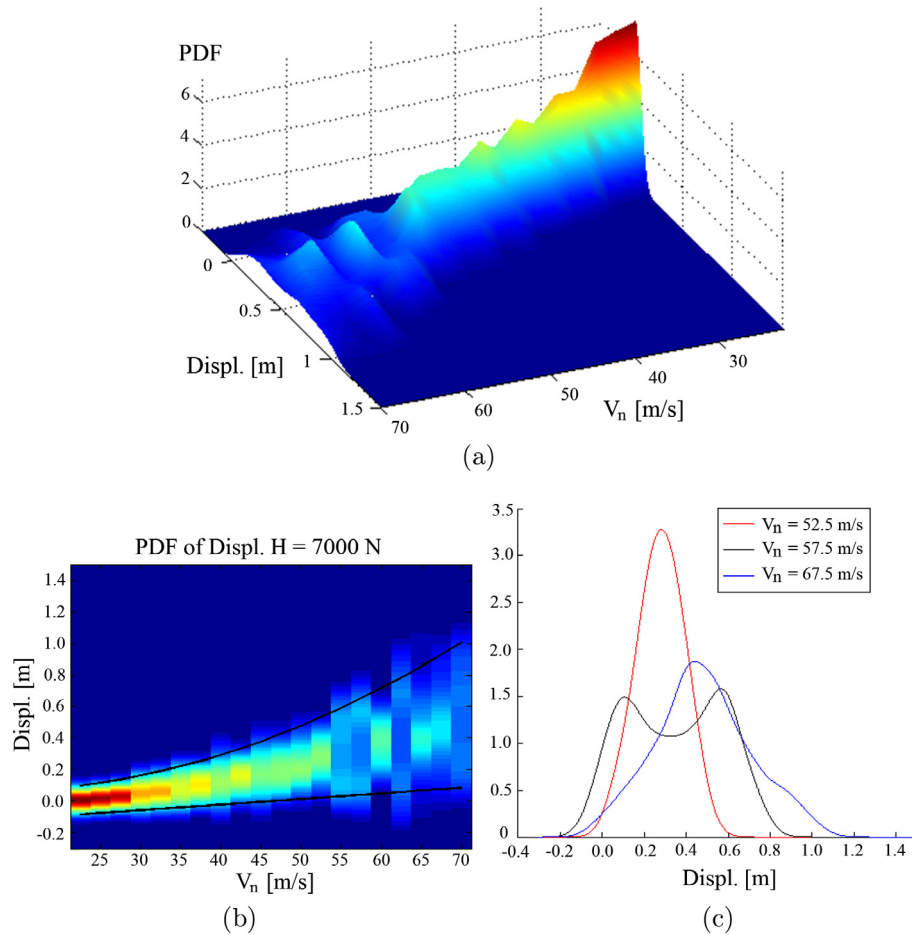 PDF
6
4
2
0
0
0.5
1
1.5
Displ. [m]
70
60
50
40
30
V_n [m/s]
(a)
PDF of Displ. H = 7000 N
1.4
1.2
1.0
0.8
0.6
0.4
0.2
0.0
-0.2
Displ. [m]
25 30 35 40 45 50 55 60 65 70
V_n [m/s]
(b)
3.5
3.0
2.5
2.0
1.5
1.0
0.5
0
V_n = 52.5 m/s
V_n = 57.5 m/s
V_n = 67.5 m/s
-0.4 -0.2 0.0 0.2 0.4 0.6 0.8 1.0 1.2 1.4
Displ. [m]
(c)